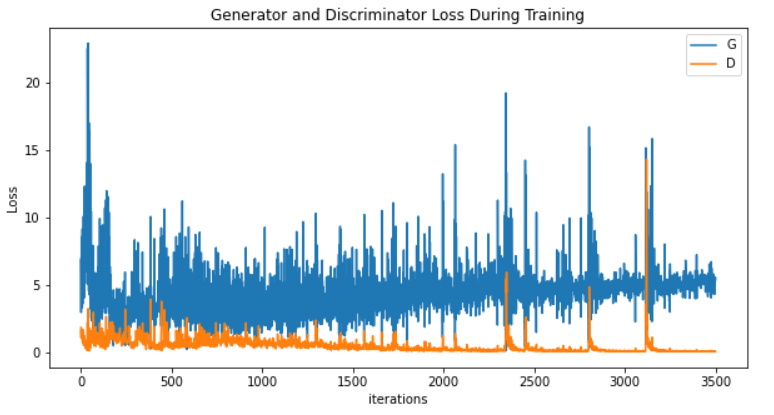 Generator and Discriminator Loss During Training
G
D
Loss
20
15
10
5
0
0 500 1000 1500 2000 2500 3000 3500
iterations